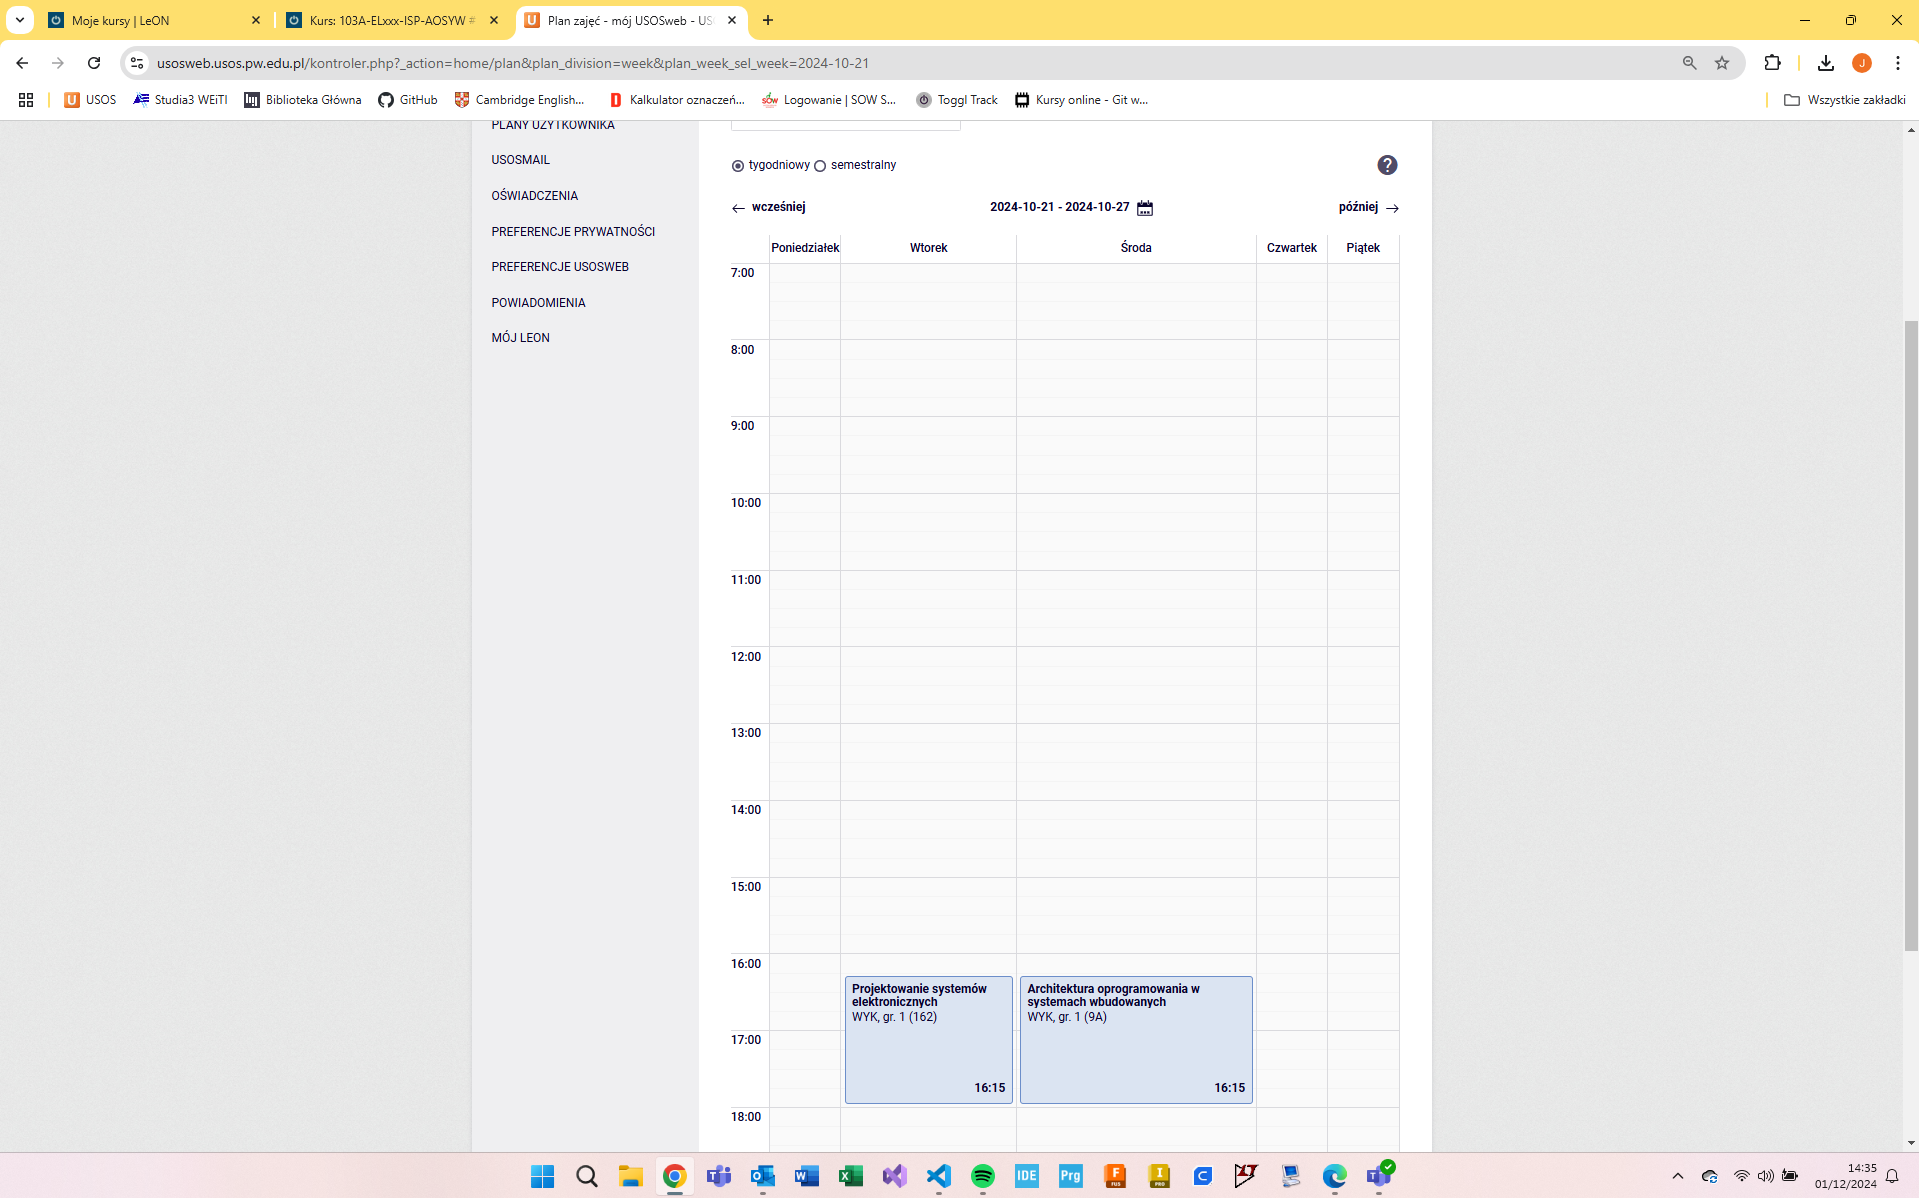 Moje kursy | LeON
Kurs: 103A-ELxxx-ISP-AOSYW #
Plan zajęć - mój USOSweb - US
usosweb.usos.pw.edu.pl/kontroler.php?_action=home/plan&plan_division=week&plan_week_sel_week=2024-10-21
J
USOS
Studia3 WEiTI
Biblioteka Główna
GitHub
Cambridge English...
Kalkulator oznaczeń...
Logowanie | SOW S...
Toggl Track
Kursy online - Git w...
Wszystkie zakładki
PLANY UŻYTKOWNIKA
USOSMAIL
OŚWIADCZENIA
PREFERENCJE PRYWATNOŚCI
PREFERENCJE USOSWEB
POWIADOMIENIA
MÓJ LEON
tygodniowy semestralny
wcześniej
2024-10-21 - 2024-10-27
później
Poniedziałek Wtorek Środa Czwartek Piątek
7:00
8:00
9:00
10:00
11:00
12:00
13:00
14:00
15:00
16:00
Projektowanie systemów
elektronicznych
WYK, gr. 1 (162)
16:15
Architektura oprogramowania w
systemach wbudowanych
WYK, gr. 1 (9A)
16:15
17:00
18:00
IDE
Prg
14:35
01/12/2024